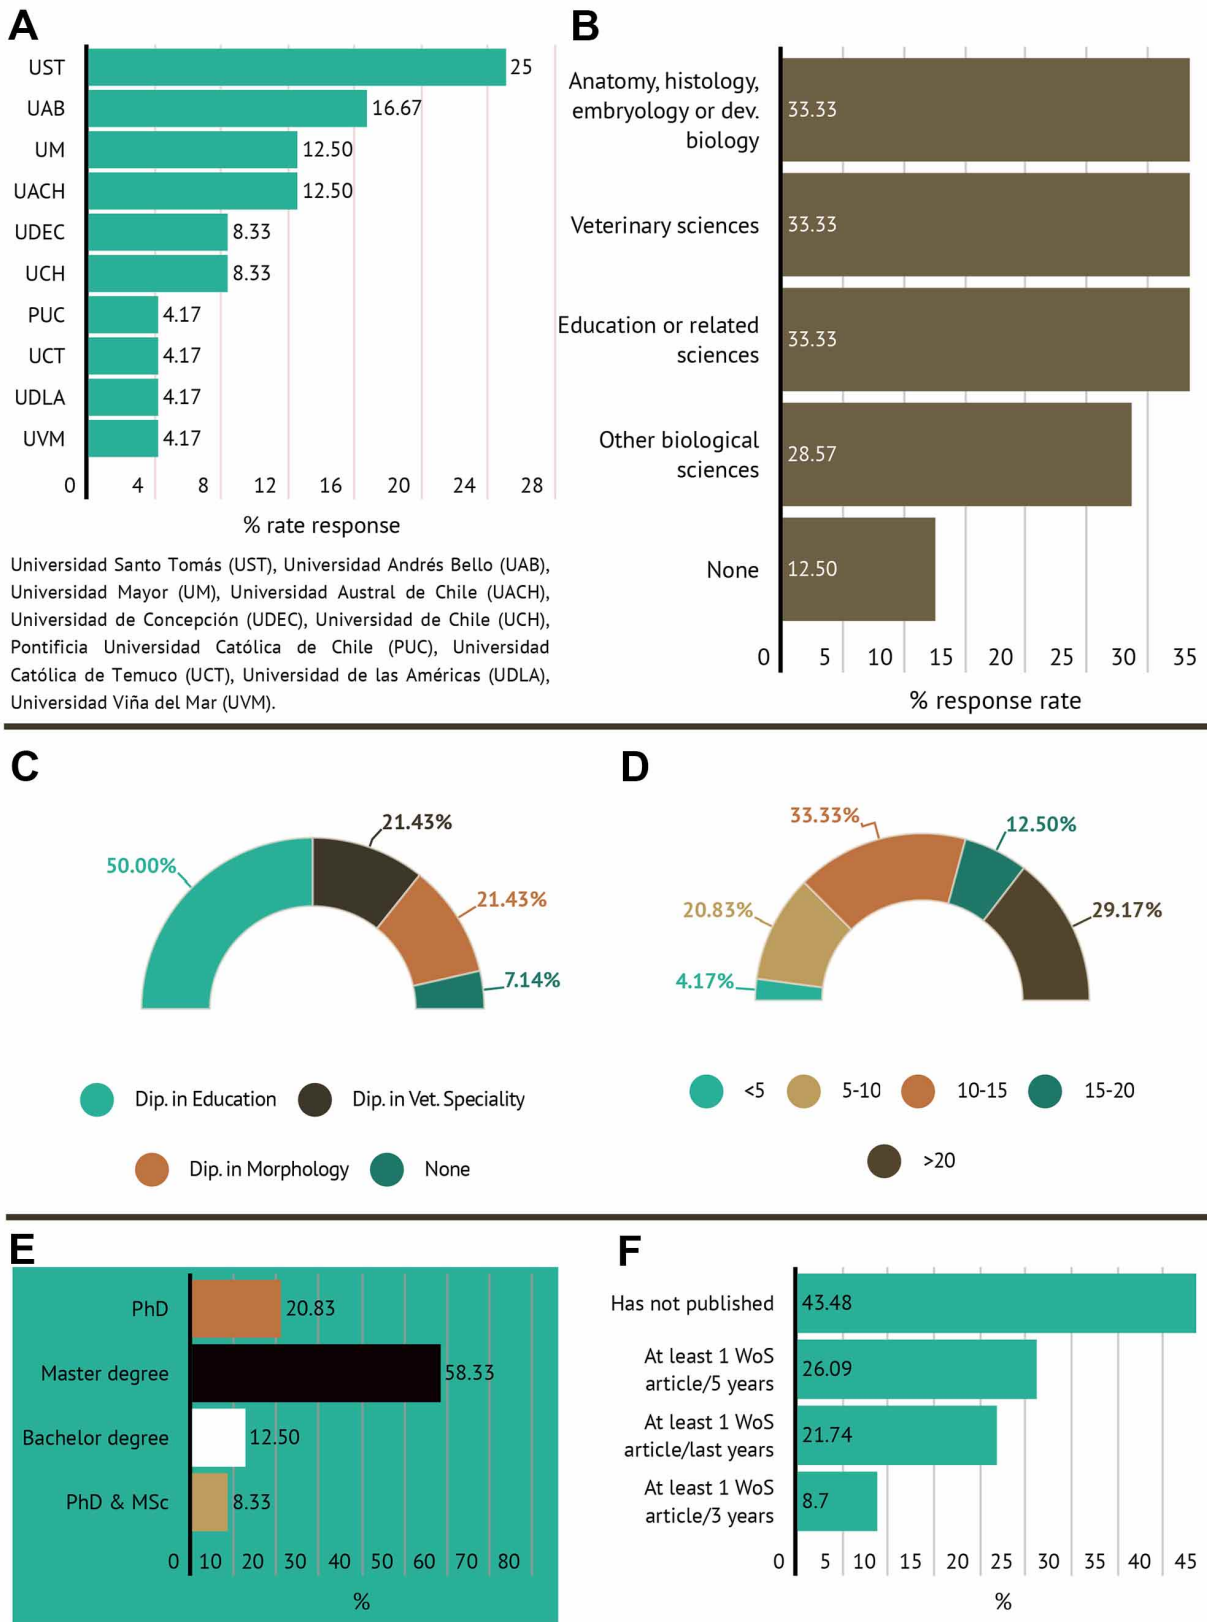 A
UST
25
UAB
16.67
UM
12.50
UACH
12.50
UDEC
8.33
UCH
8.33
PUC
4.17
UCT
4.17
UDLA
4.17
UVM
4.17
0 4 8 12 16 20 24 28
% rate response
Universidad Santo Tomás (UST), Universidad Andrés Bello (UAB),
Universidad Mayor (UM), Universidad Austral de Chile (UACH),
Universidad de Concepción (UDEC), Universidad de Chile (UCH),
Pontificia Universidad Católica de Chile (PUC), Universidad
Católica de Temuco (UCT), Universidad de las Américas (UDLA),
Universidad Viña del Mar (UVM).
B
Anatomy, histology,
embryology or dev.
biology
33.33
Veterinary sciences
33.33
Education or related
sciences
33.33
Other biological
sciences
28.57
None
12.50
0 5 10 15 20 25 30 35
% response rate
C
50.00%
21.43%
21.43%
7.14%
Dip. in Education
Dip. in Vet. Speciality
Dip. in Morphology
None
D
4.17%
20.83%
33.33%
12.50%
29.17%
<5
5-10
10-15
15-20
>20
E
PhD
20.83
Master degree
58.33
Bachelor degree
12.50
PhD & MSc
8.33
0 10 20 30 40 50 60 70 80
%
F
Has not published
43.48
At least 1 WoS
article/5 years
26.09
At least 1 WoS
article/last years
21.74
At least 1 WoS
article/3 years
8.7
0 5 10 15 20 25 30 35 40 45
%